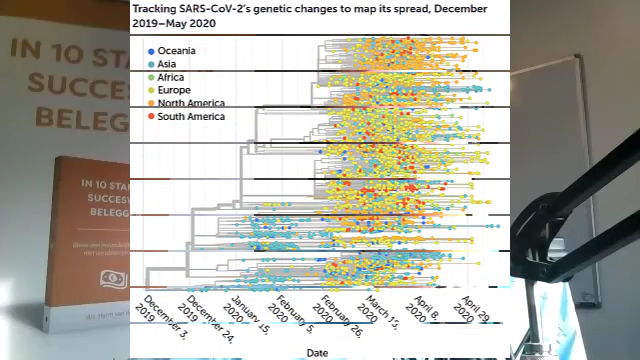 Tracking SARS-CoV-2's genetic changes to map its spread, December
2019–May 2020
Oceania
Asia
Africa
Europe
North America
South America
IN 10 STA
SUCCES
BELEG
IN 10 STA
SUCCESV
BELEGG
December 3,
2019
December 24,
2019
January 15,
2020
February 5,
2020
February 26,
2020
March 15,
2020
April 8,
2020
April 29,
2020
Date